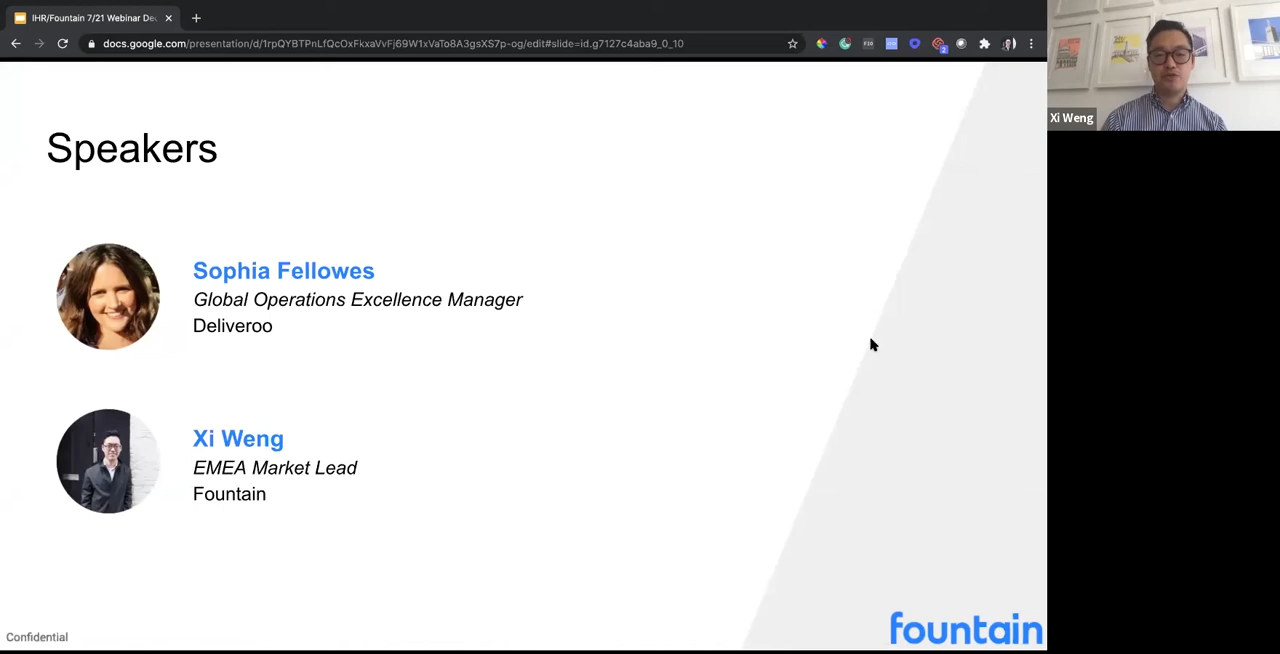 IHR/Fountain 7/21 Webinar De
docs.google.com/presentation/d/1rpQYBTPnLfQcOxFkxaVvFj69W1xVaTo8A3gsXS7p-og/edit#slide=id.g7127c4aba9_0_10
Xi Weng
Speakers
Sophia Fellowes
Global Operations Excellence Manager
Deliveroo
Xi Weng
EMEA Market Lead
Fountain
Confidential
fountain